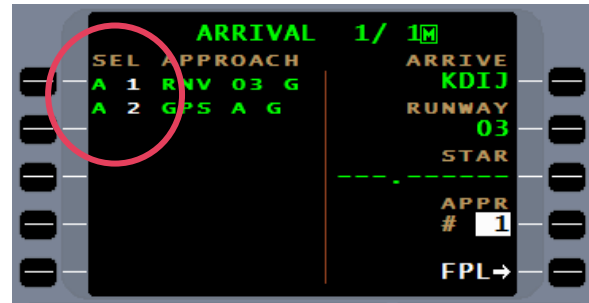 ARRIVAL 1/ 1M
SEL APPROACH
A 1 RNV 03 G
A 2 GPS A G
ARRIVE
KDIJ
RUNWAY
03
STAR
---.------
APPR
# 1
FPL→